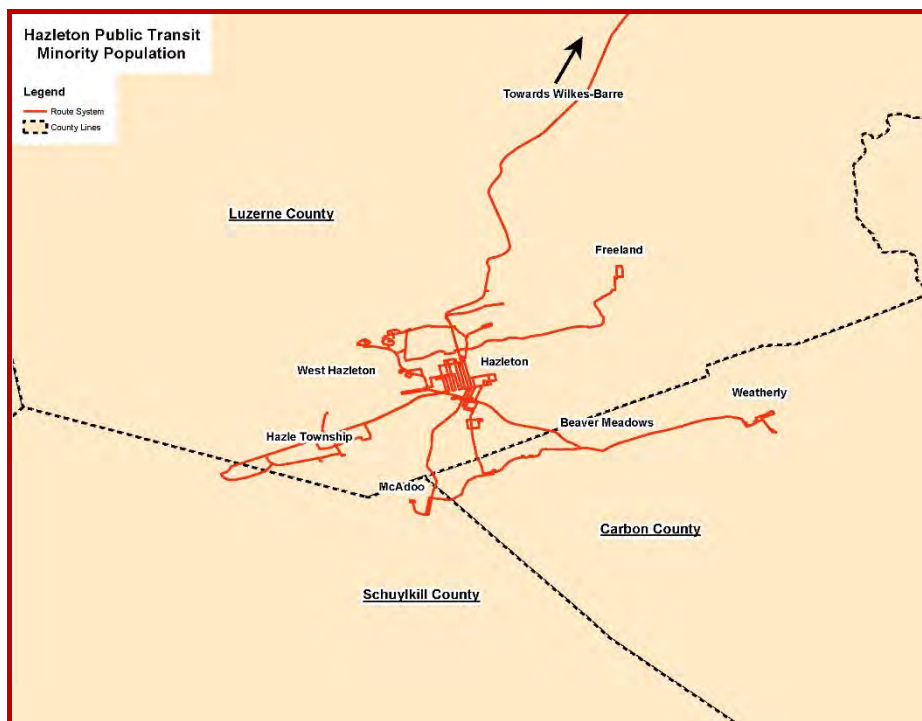 Hazleton Public Transit
Minority Population
Legend
Route System
County Lines
Towards Wilkes-Barre
Luzerne County
Freeland
West Hazleton
Hazleton
Weatherly
Beaver Meadows
Hazle Township
McAdoo
Carbon County
Schuylkill County